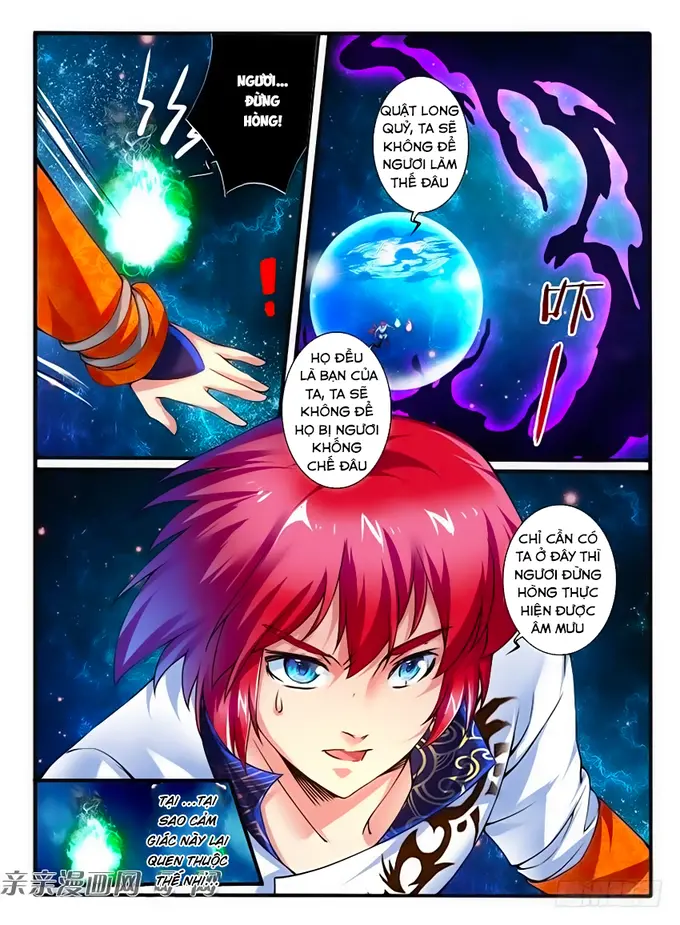 NGƯƠI...
ĐỪNG
HÒNG!
QUẬT LONG
QUỶ, TA SẼ
KHÔNG ĐỂ
NGƯƠI LÀM
THẾ ĐÂU
!
吓
HỌ ĐỀU
LÀ BẠN CỦA
TA, TA SẼ
KHÔNG ĐỂ
HỌ BỊ NGƯƠI
KHỐNG
CHẾ ĐÂU
CHỈ CẦN CÓ
TA Ở ĐÂY THÌ
NGƯƠI ĐỪNG
HÒNG THỰC
HIỆN ĐƯỢC
ÂM MƯU
TẠI ...TẠI
SAO CẢM
GIÁC NÀY LẠI
QUEN THUỘC
THẾ NHỈ...
亲亲漫画网